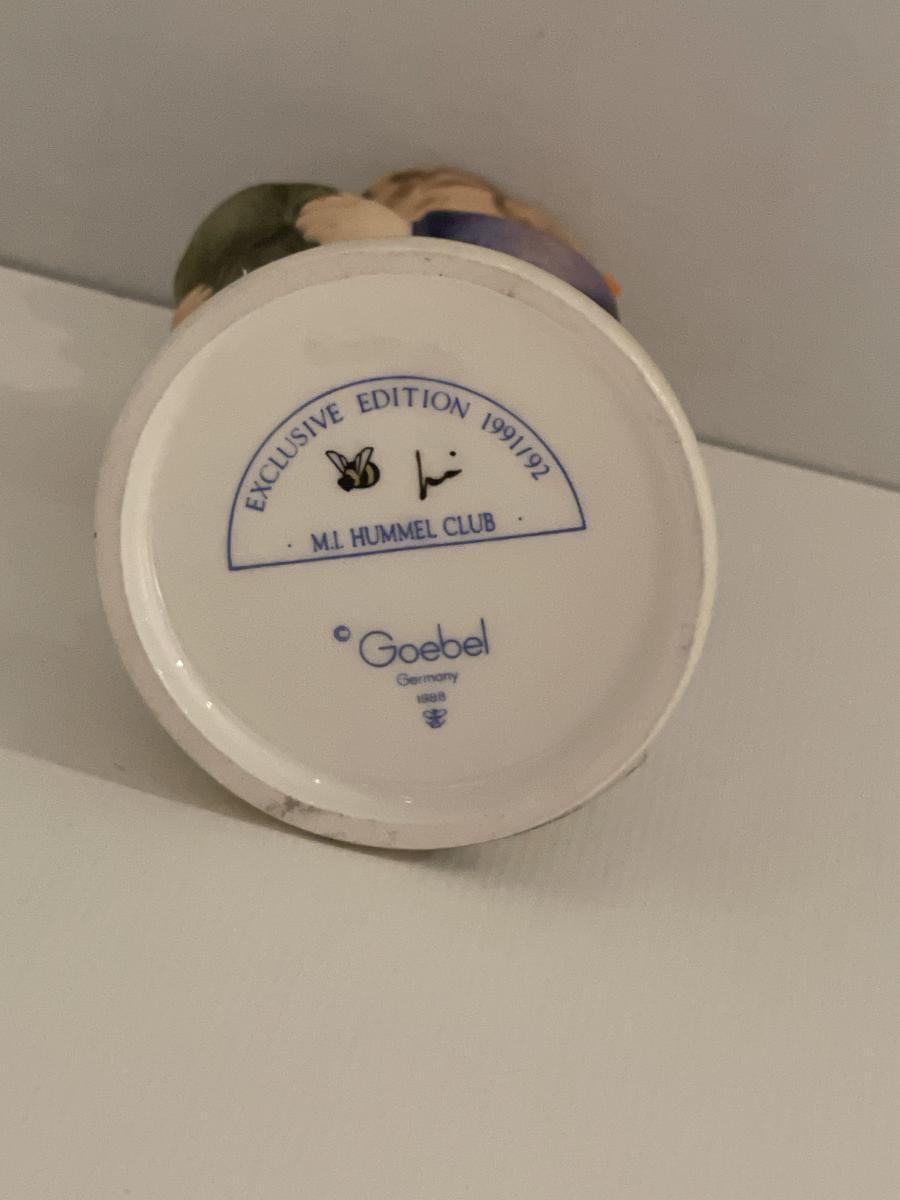 EXCLUSIVE EDITION 1991/92
· M.I. HUMMEL CLUB ·
© Goebel
Germany
1988